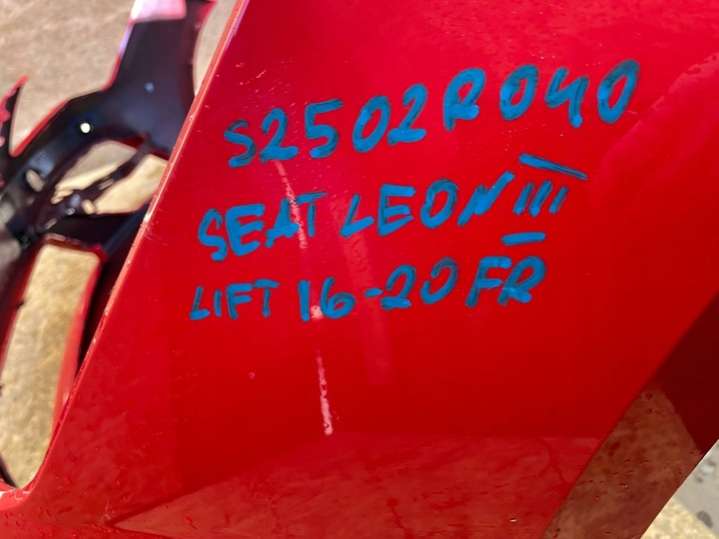 S2502R040
SEAT LEON III
LIFT 16-20 FR